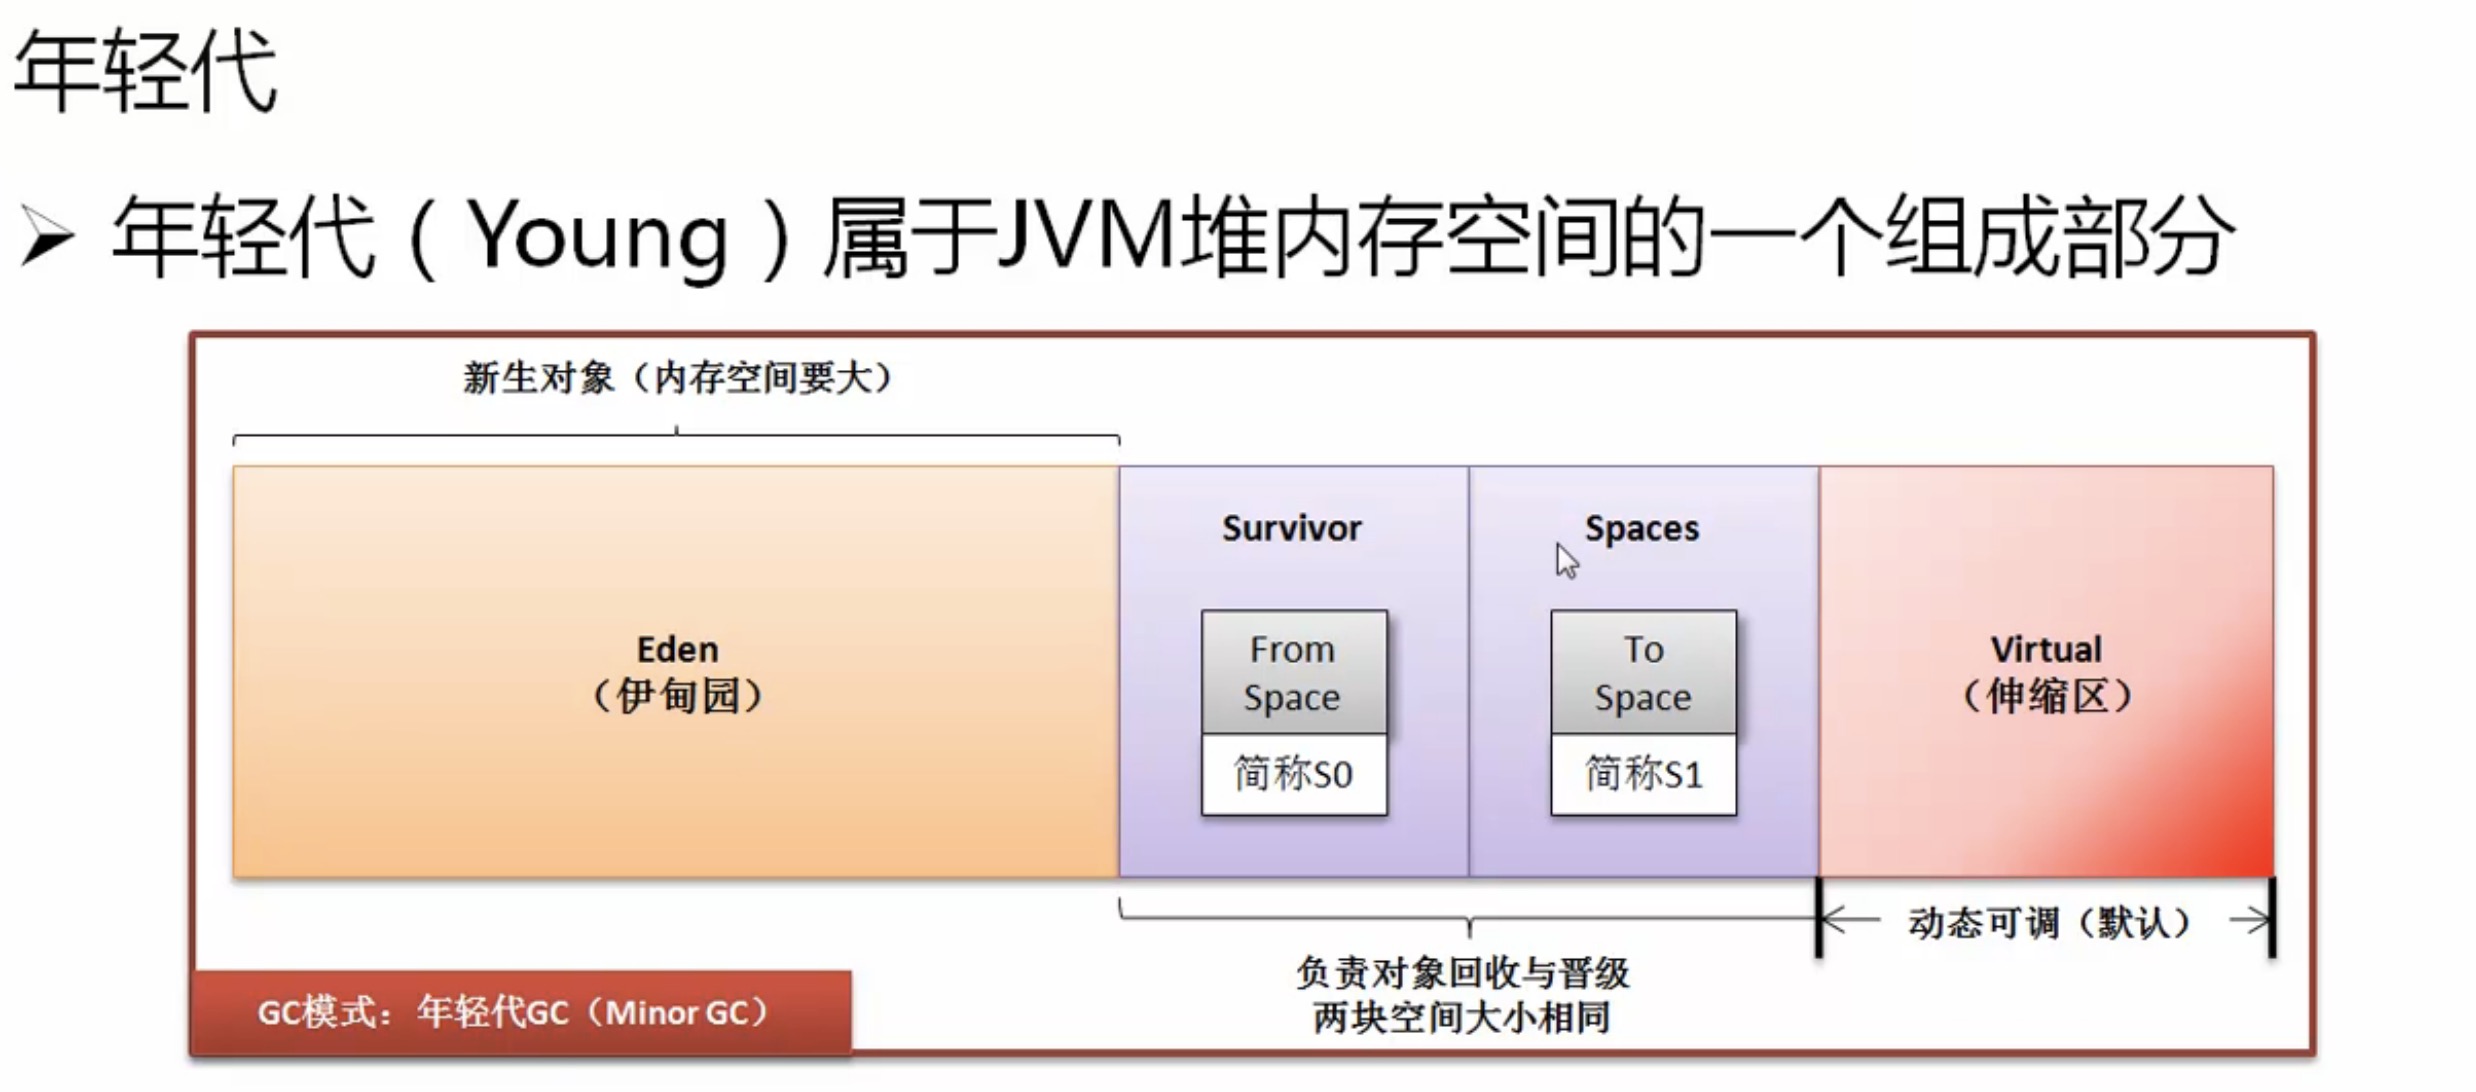 年轻代
年轻代（Young）属于JVM堆内存空间的一个组成部分
新生对象（内存空间要大）
Eden
（伊甸园）
Survivor
Spaces
From
Space
简称S0
To
Space
简称S1
Virtual
（伸缩区）
动态可调（默认）
负责对象回收与晋级
两块空间大小相同
GC模式：年轻代GC（Minor GC）